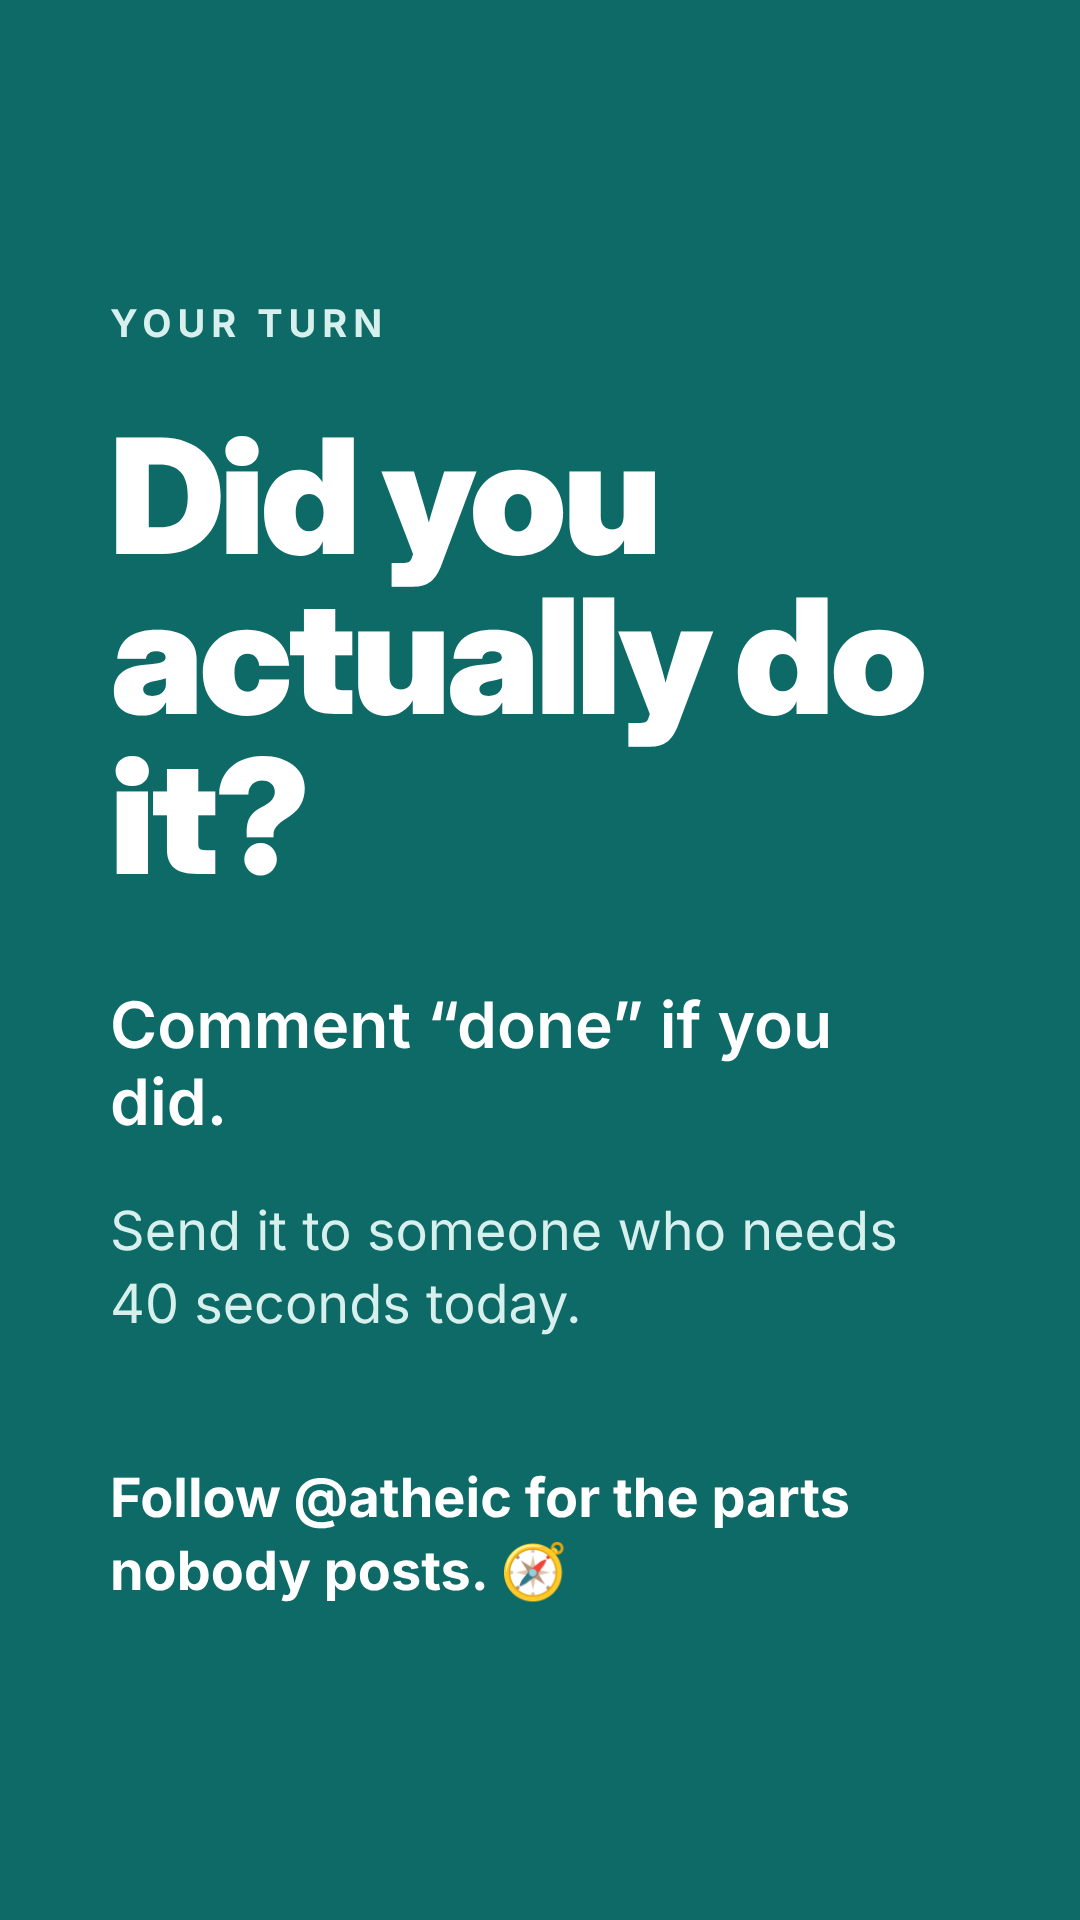 YOUR TURN
Did you
actually do
it?
Comment “done” if you
did.
Send it to someone who needs
40 seconds today.
Follow @atheic for the parts
nobody posts. 🧭